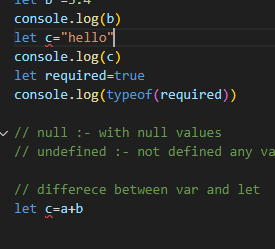 let b =3.4
console.log(b)
let c="hello"
console.log(c)
let required=true
console.log(typeof(required))
// null :- with null values
// undefined :- not defined any va
// differece between var and let
let c=a+b